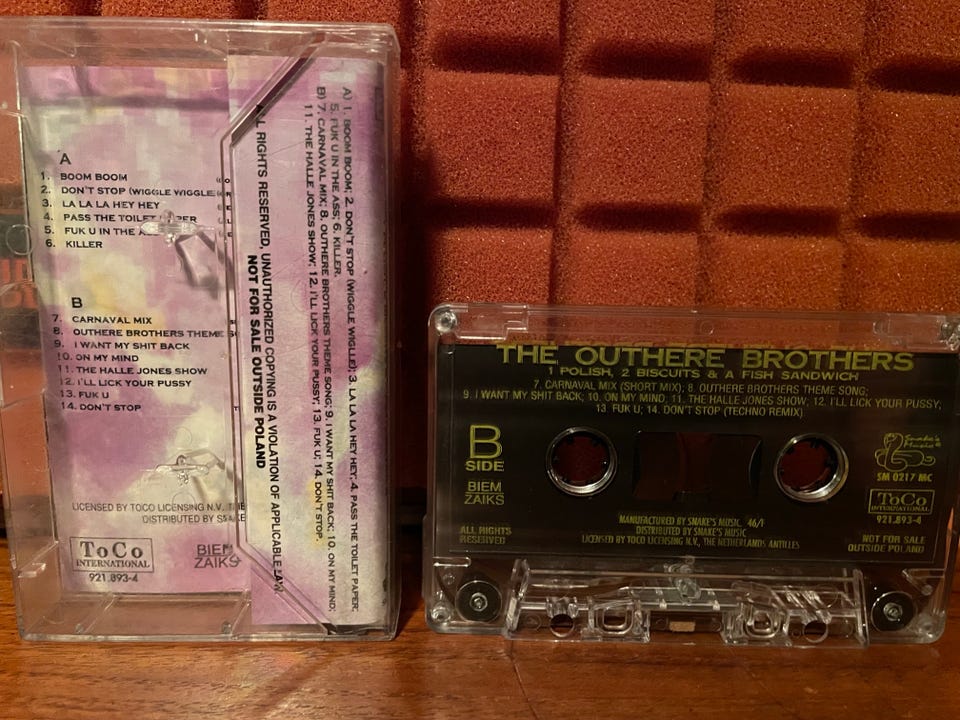 A
1. BOOM BOOM
2. DON'T STOP (WIGGLE WIGGLE
3. LA LA LA HEY HEY
4. PASS THE TOILET PAPER
5. FUK U IN THE A
6. KILLER
B
7. CARNAVAL MIX
8. OUTHERE BROTHERS THEME S
9. I WANT MY SHIT BACK
10. ON MY MIND
11. THE HALLE JONES SHOW
12. I'LL LICK YOUR PUSSY
13. FUK U
14. DON'T STOP
LICENSED BY TOCO LICENSING N.V. THE
DISTRIBUTED BY SNAKE
ToCo
INTERNATIONAL
921.893-4
BIEM
ZAIKS
A) 1. BOOM BOOM; 2. DON'T STOP (WIGGLE WIGGLE); 3. LA LA LA HEY HEY; 4. PASS THE TOILET PAPER;
5. FUK U IN THE ASS; 6. KILLER.
B) 7. CARNAVAL MIX; 8. OUTHERE BROTHERS THEME SONG; 9. I WANT MY SHIT BACK; 10. ON MY MIND;
11. THE HALLE JONES SHOW; 12. I'LL LICK YOUR PUSSY; 13. FUK U; 14. DON'T STOP.
ALL RIGHTS RESERVED. UNAUTHORIZED COPYING IS A VIOLATION OF APPLICABLE LAW
NOT FOR SALE OUTSIDE POLAND
THE OUTHERE BROTHERS
1 POLISH, 2 BISCUITS & A FISH SANDWICH
7. CARNAVAL MIX (SHORT MIX); 8. OUTHERE BROTHERS THEME SONG;
9. I WANT MY SHIT BACK; 10. ON MY MIND; 11. THE HALLE JONES SHOW; 12. I'LL LICK YOUR PUSSY;
13. FUK U; 14. DON'T STOP (TECHNO REMIX)
B
SIDE
BIEM
ZAIKS
ALL RIGHTS
RESERVED
Snake's
Music
SM 0217 MC
ToCo
INTERNATIONAL
921.893-4
NOT FOR SALE
OUTSIDE POLAND
MANUFACTURED BY SNAKE'S MUSIC, 46/1
DISTRIBUTED BY SNAKE'S MUSIC
LICENSED BY TOCO LICENSING N.V., THE NETHERLANDS ANTILLES